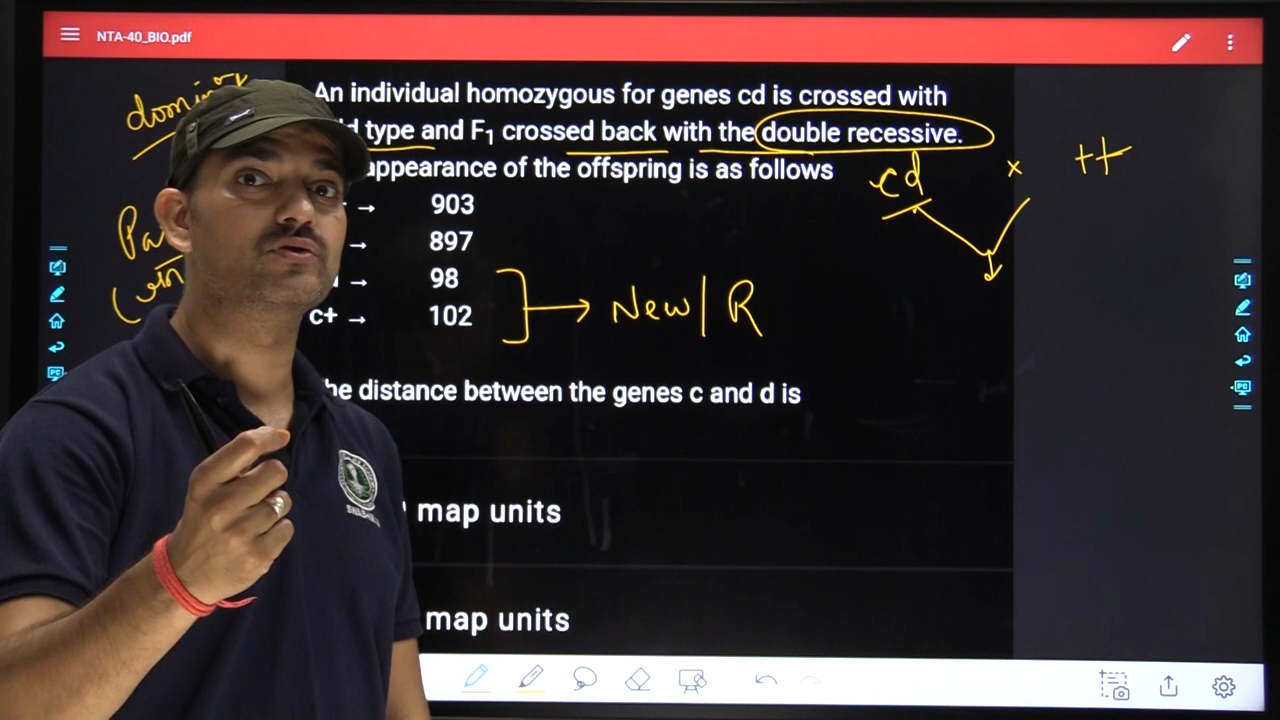 NTA-40_BIO.pdf
An individual homozygous for genes cd is crossed with
type and F1 crossed back with the double recessive.
appearance of the offspring is as follows
→ 903
→ 897
→ 98
c+ → 102
New/R
cd × ++
distance between the genes c and d is
map units
map units